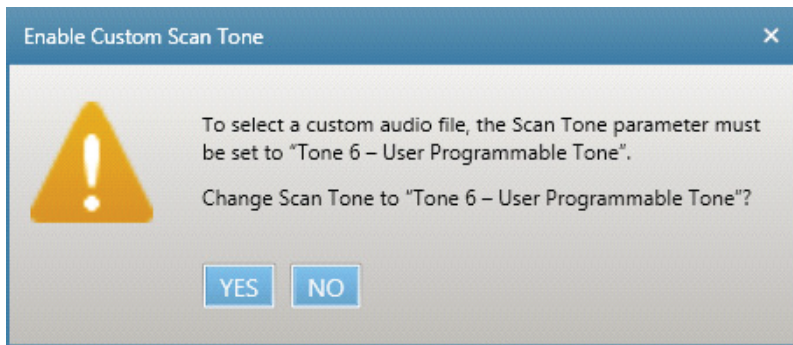 Enable Custom Scan Tone
To select a custom audio file, the Scan Tone parameter must
be set to “Tone 6 – User Programmable Tone”.
Change Scan Tone to “Tone 6 – User Programmable Tone”?
YES NO